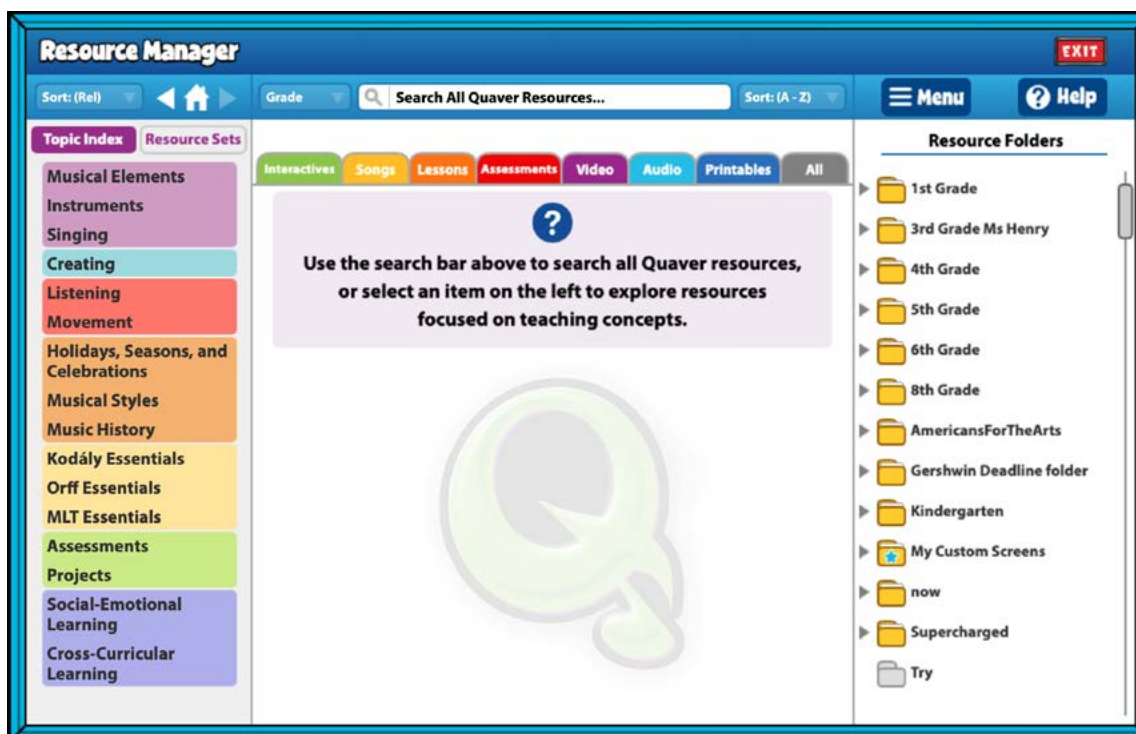 Resource Manager
EXIT
Sort: (Rel)
Grade
Search All Quaver Resources...
Sort: (A - Z)
Menu
? Help
Topic Index
Resource Sets
Musical Elements
Instruments
Singing
Creating
Listening
Movement
Holidays, Seasons, and
Celebrations
Musical Styles
Music History
Kodály Essentials
Orff Essentials
MLT Essentials
Assessments
Projects
Social-Emotional
Learning
Cross-Curricular
Learning
Interactives
Songs
Lessons
Assessments
Video
Audio
Printables
All
?
Use the search bar above to search all Quaver resources,
or select an item on the left to explore resources
focused on teaching concepts.
Q
Resource Folders
1st Grade
3rd Grade Ms Henry
4th Grade
5th Grade
6th Grade
8th Grade
AmericansForTheArts
Gershwin Deadline folder
Kindergarten
My Custom Screens
now
Supercharged
Try